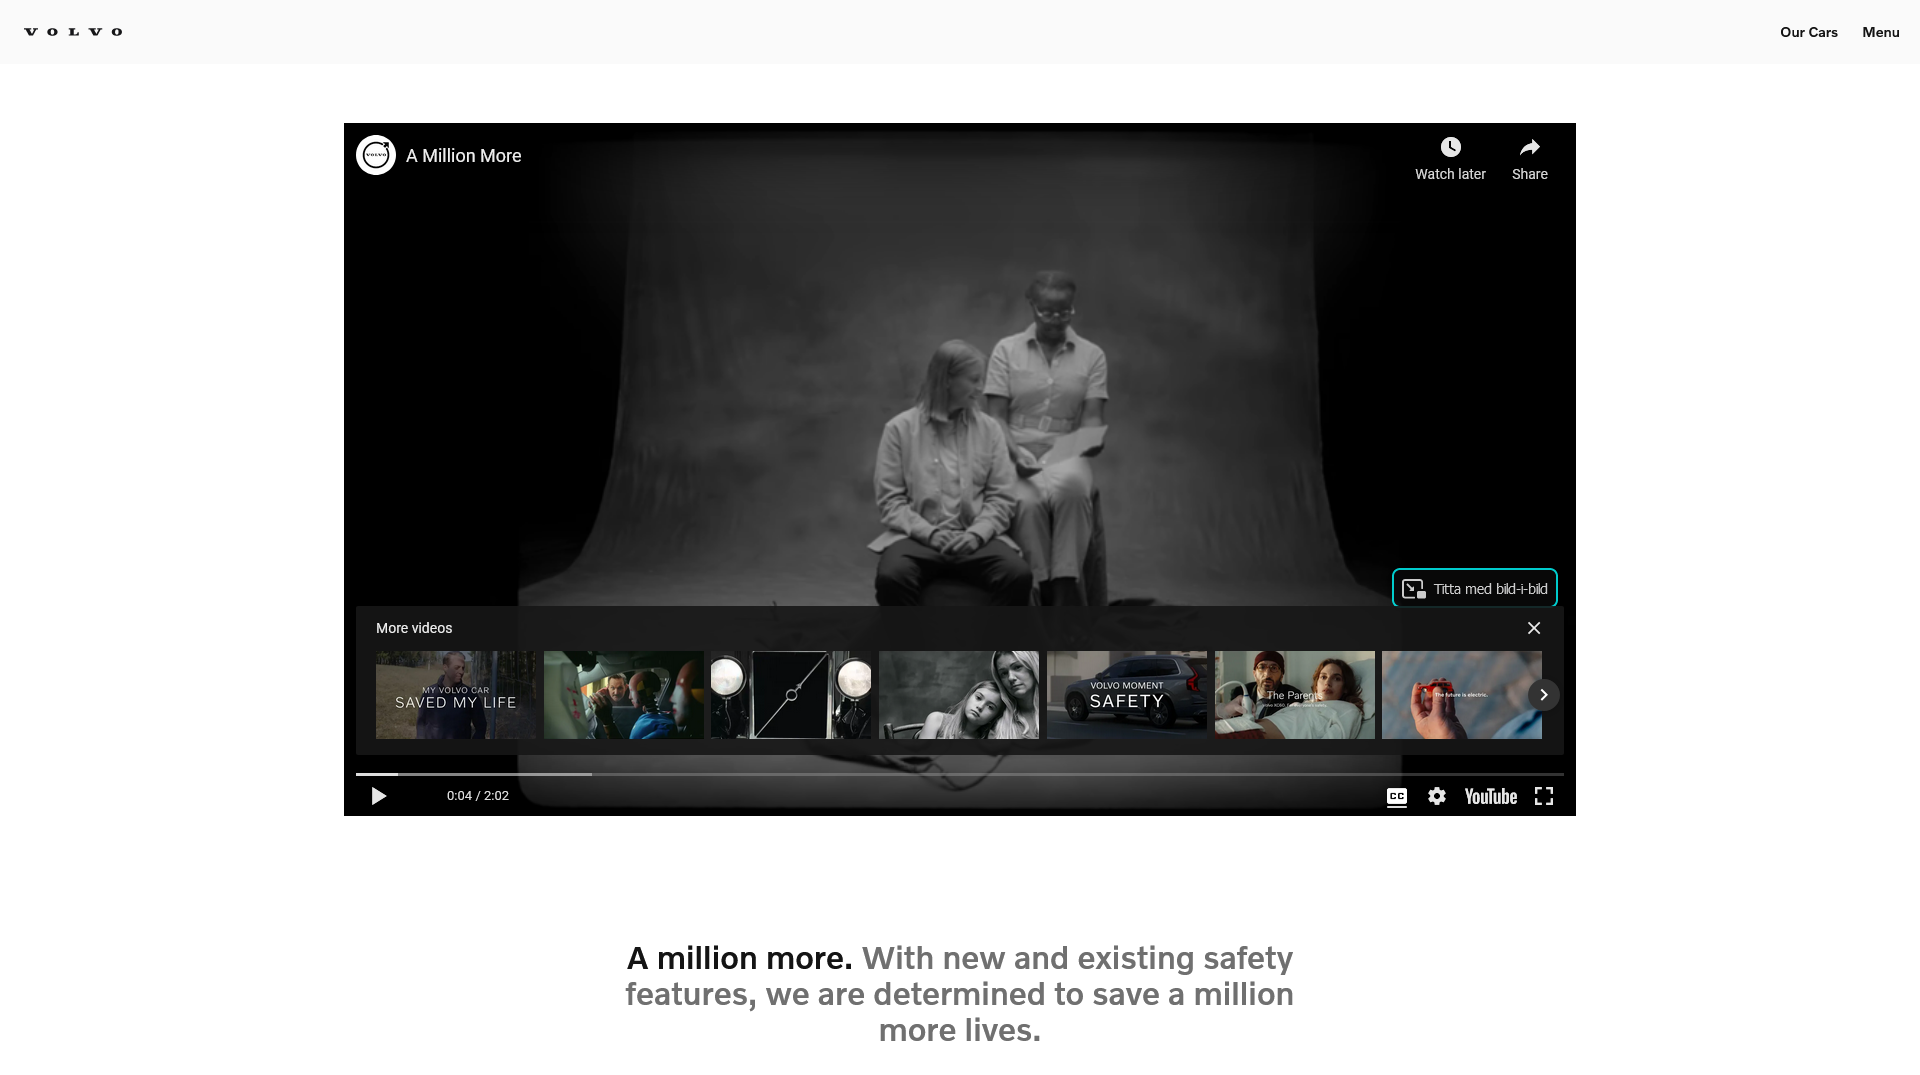 VOLVO
Our Cars
Menu
VOLVO
A Million More
Watch later
Share
Titta med bild-i-bild
More videos
MY VOLVO CAR
SAVED MY LIFE
VOLVO MOMENT
SAFETY
The Parents
The future is electric.
0:04 / 2:02
CC
YouTube
A million more. With new and existing safety
features, we are determined to save a million
more lives.